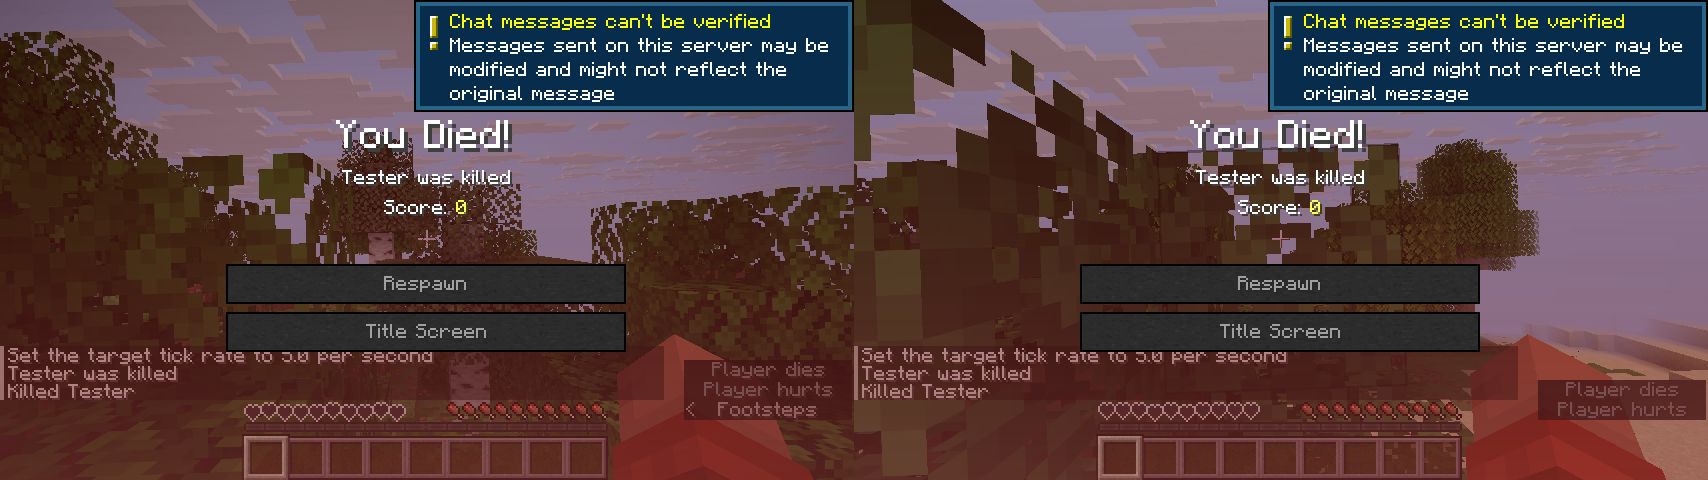 Chat messages can't be verified
Messages sent on this server may be
modified and might not reflect the
original message
You Died!
Tester was killed
Score: 0
Respawn
Title Screen
Set the target tick rate to 5.0 per second
Tester was killed
Killed Tester
Player dies
Player hurts
< Footsteps
Chat messages can't be verified
Messages sent on this server may be
modified and might not reflect the
original message
You Died!
Tester was killed
Score: 0
Respawn
Title Screen
Set the target tick rate to 5.0 per second
Tester was killed
Killed Tester
Player dies
Player hurts